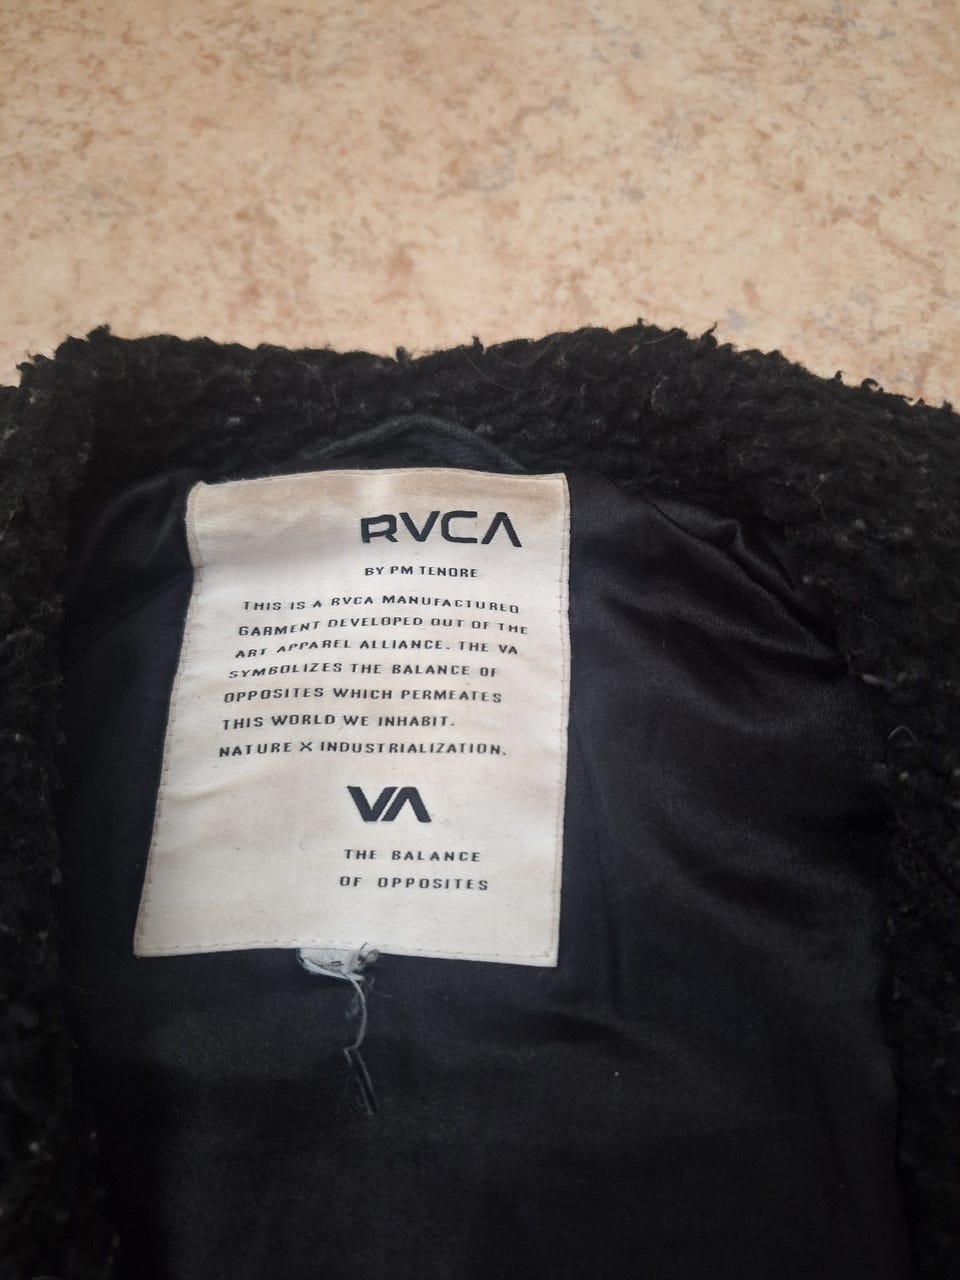 RVCA
BY PM TENORE
THIS IS A RVCA MANUFACTURED
GARMENT DEVELOPED OUT OF THE
ART APPAREL ALLIANCE. THE VA
SYMBOLIZES THE BALANCE OF
OPPOSITES WHICH PERMEATES
THIS WORLD WE INHABIT.
NATURE X INDUSTRIALIZATION.
VA
THE BALANCE
OF OPPOSITES